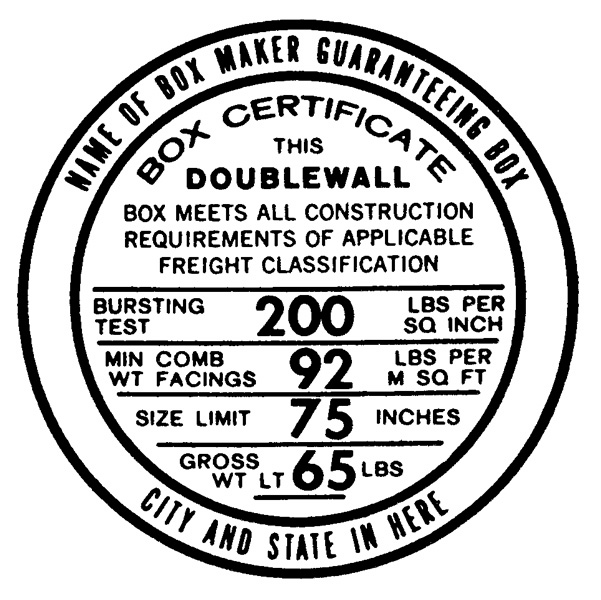 NAME OF BOX MAKER GUARANTEEING BOX
BOX CERTIFICATE
THIS
DOUBLEWALL
BOX MEETS ALL CONSTRUCTION
REQUIREMENTS OF APPLICABLE
FREIGHT CLASSIFICATION
BURSTING TEST 200 LBS PER SQ INCH
MIN COMB WT FACINGS 92 LBS PER M SQ FT
SIZE LIMIT 75 INCHES
GROSS WT LT 65 LBS
CITY AND STATE IN HERE